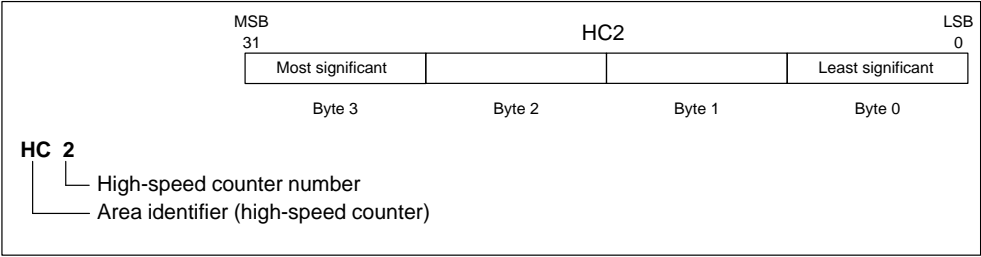 MSB HC2 LSB
31 0
Most significant Least significant
Byte 3 Byte 2 Byte 1 Byte 0
HC 2
High-speed counter number
Area identifier (high-speed counter)